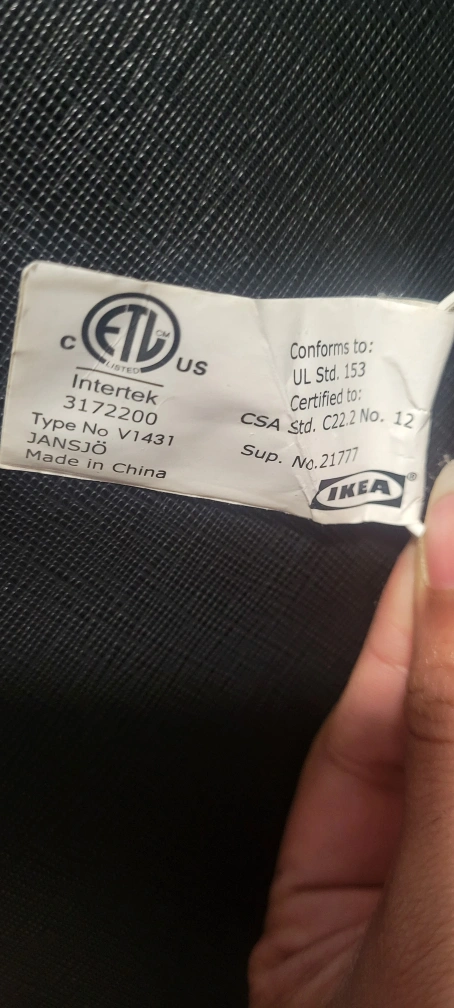 C ETL CM US
LISTED
Intertek
3172200
Type No V1431
JANSJÖ
Made in China
Conforms to:
UL Std. 153
Certified to:
CSA Std. C22.2 No. 12
Sup. No.21777
IKEA®